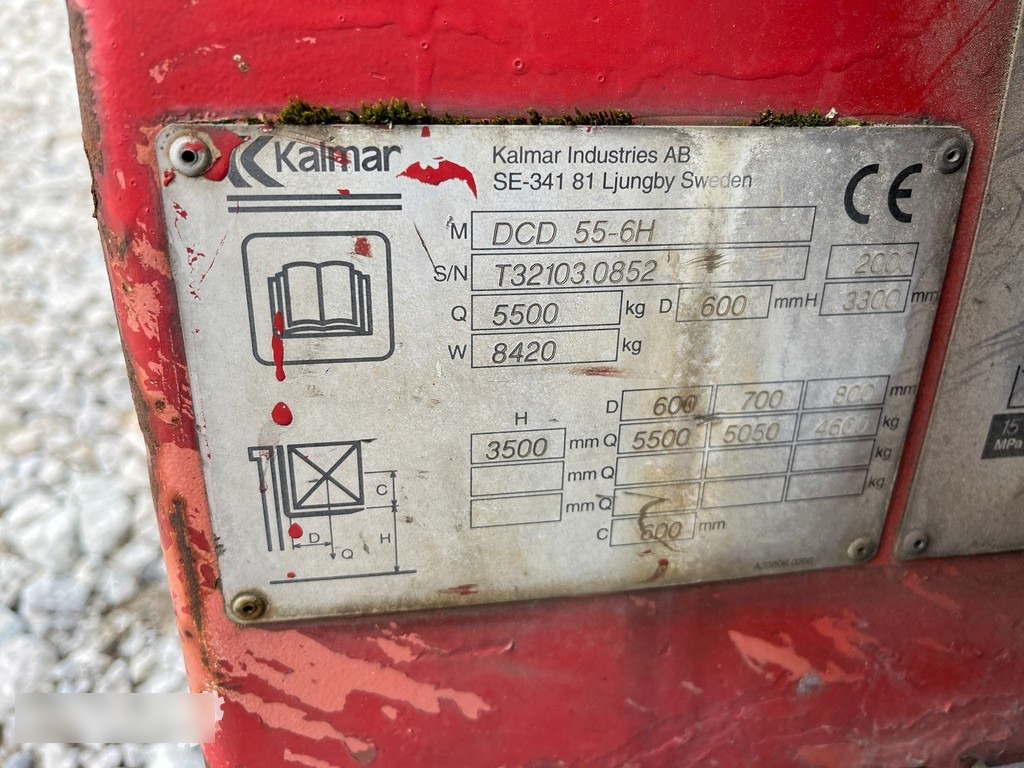 Kalmar
Kalmar Industries AB
SE-341 81 Ljungby Sweden
CE
M DCD 55-6H
S/N T32103.0852 200
Q 5500 kg D 600 mm H 3300 mm
W 8420 kg
D 600 700 800 mm
H
3500 mm Q 5500 5050 4600 kg
mm Q kg
mm Q kg
C 600 mm
C
D
H
Q
15
MPa